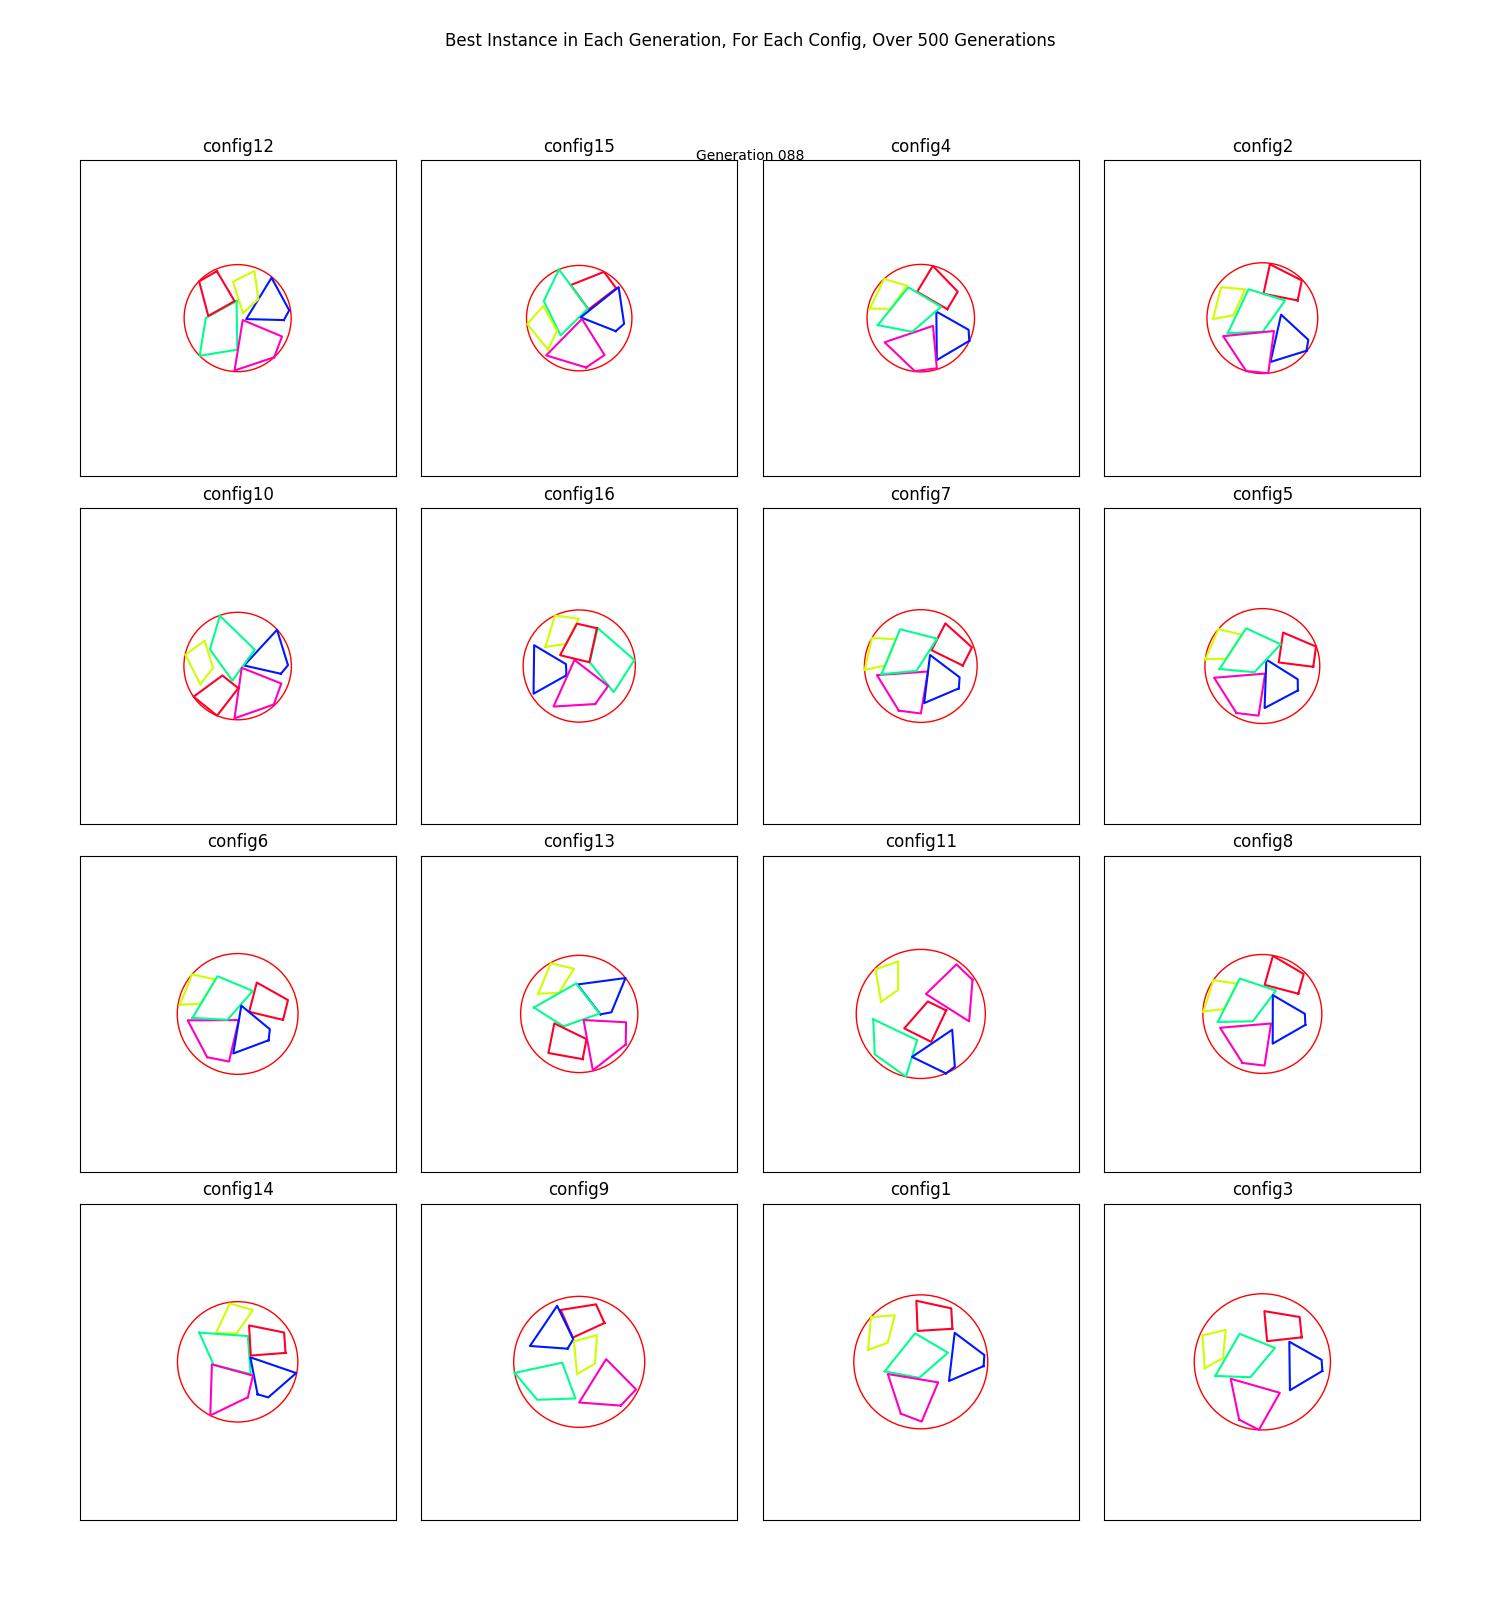 Best Instance in Each Generation, For Each Config, Over 500 Generations
Generation 088
config12
config15
config4
config2
config10
config16
config7
config5
config6
config13
config11
config8
config14
config9
config1
config3